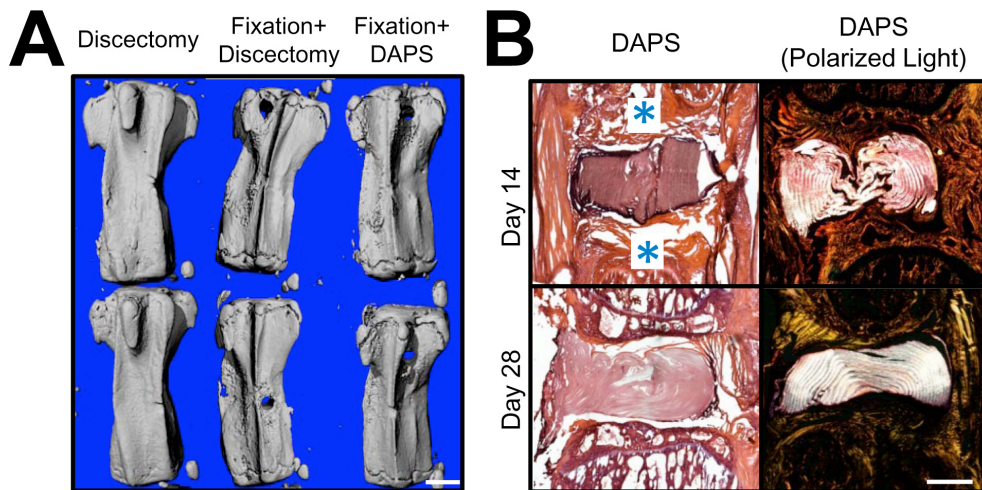 A
Discectomy
Fixation+
Discectomy
Fixation+
DAPS
B
DAPS
DAPS
(Polarized Light)
Day 14
*
*
Day 28